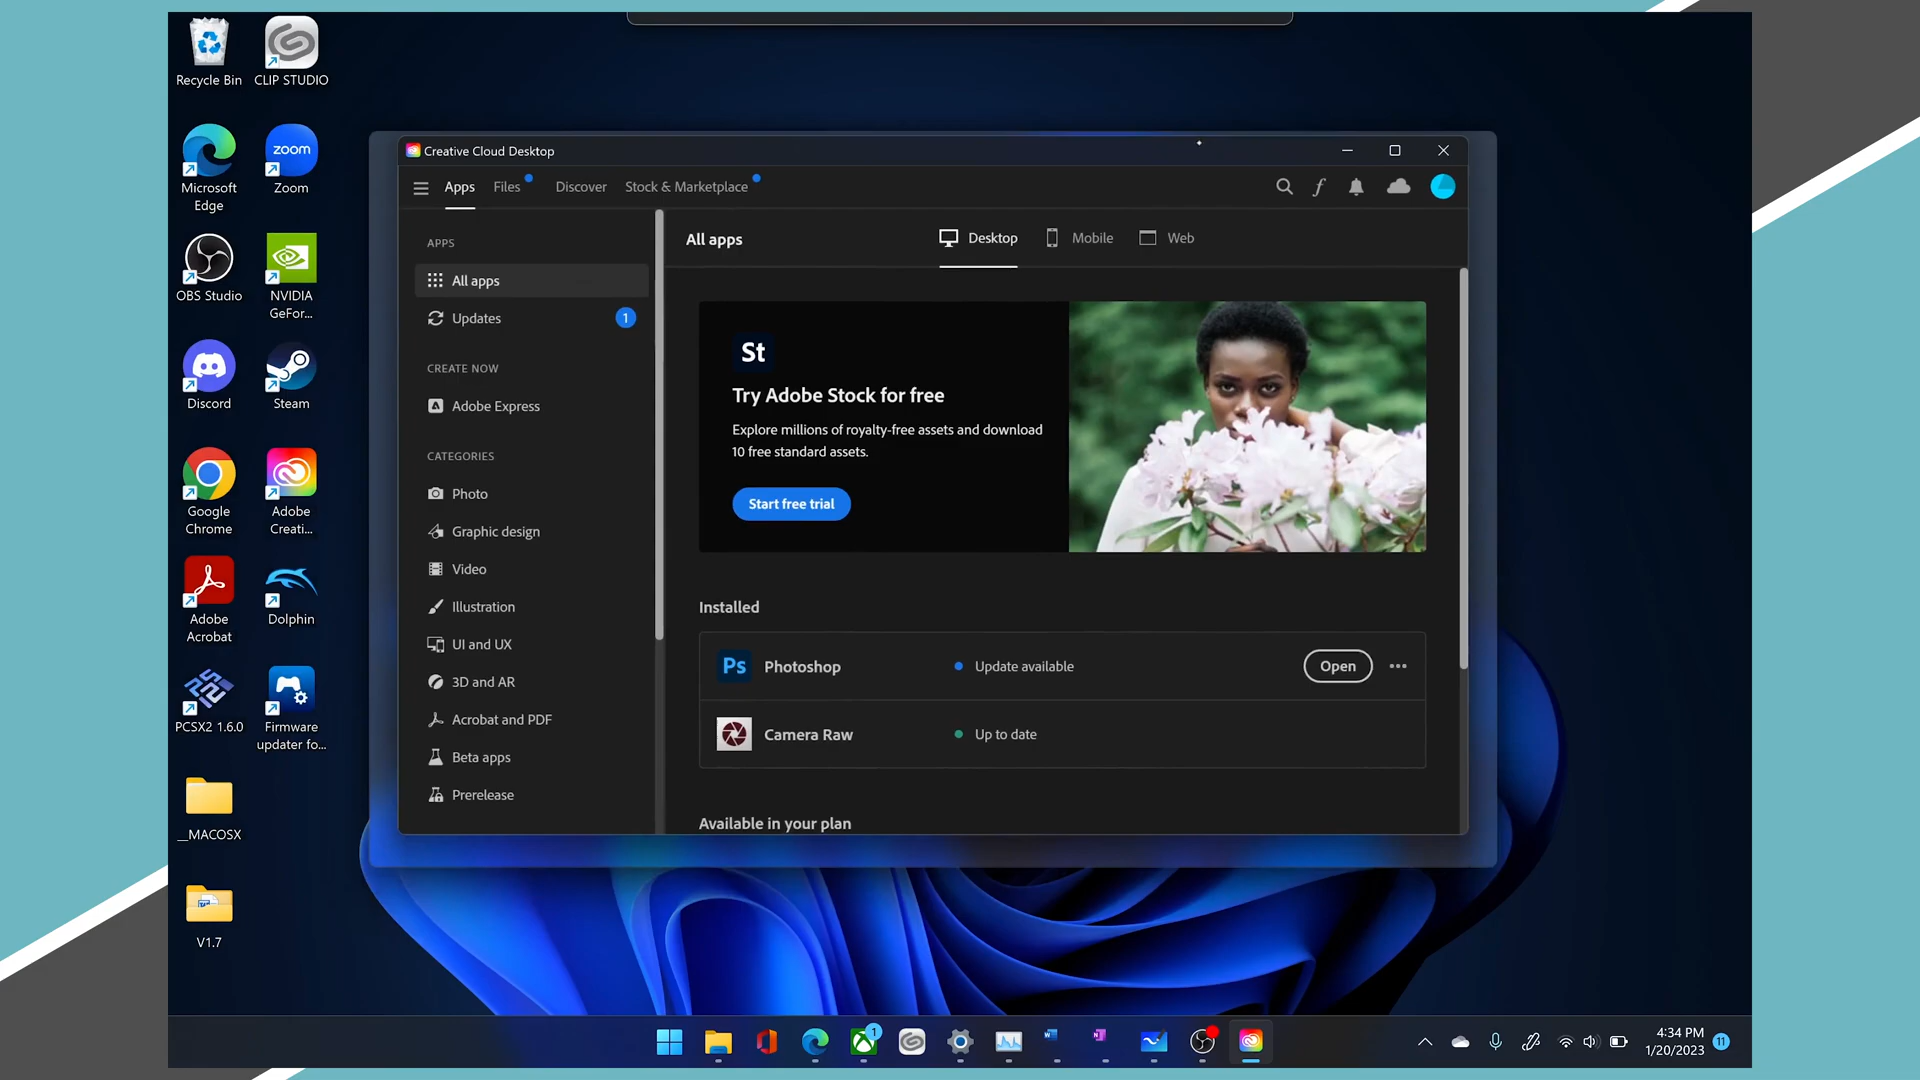 Recycle Bin
CLIP STUDIO
Microsoft
Edge
zoom
Zoom
OBS Studio
NVIDIA
GeFor...
Discord
Steam
Google
Chrome
Adobe
Creati...
Adobe
Acrobat
Dolphin
PCSX2 1.6.0
Firmware
updater fo...
__MACOSX
V1.7
Creative Cloud Desktop
Apps
Files
Discover
Stock & Marketplace
APPS
All apps
Updates
1
CREATE NOW
Adobe Express
CATEGORIES
Photo
Graphic design
Video
Illustration
UI and UX
3D and AR
Acrobat and PDF
Beta apps
Prerelease
All apps
Desktop
Mobile
Web
St
Try Adobe Stock for free
Explore millions of royalty-free assets and download
10 free standard assets.
Start free trial
Installed
Ps
Photoshop
Update available
Open
Camera Raw
Up to date
Available in your plan
1
4:34 PM
1/20/2023
11